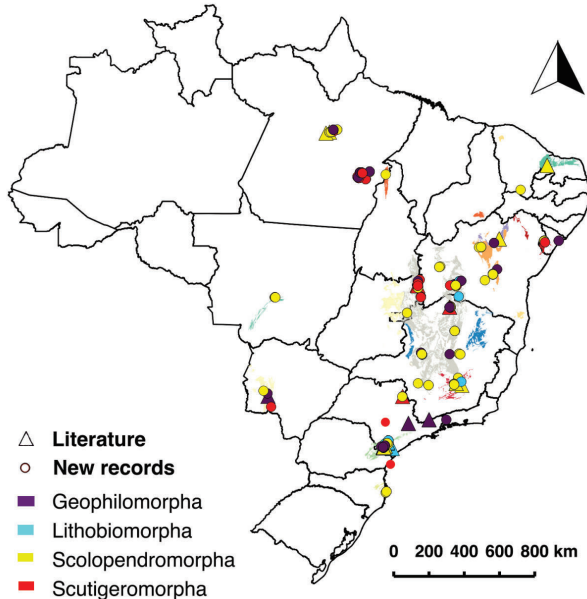 Literature
New records
Geophilomorpha
Lithobiomorpha
Scolopendromorpha
Scutigeromorpha
0 200 400 600 800 km